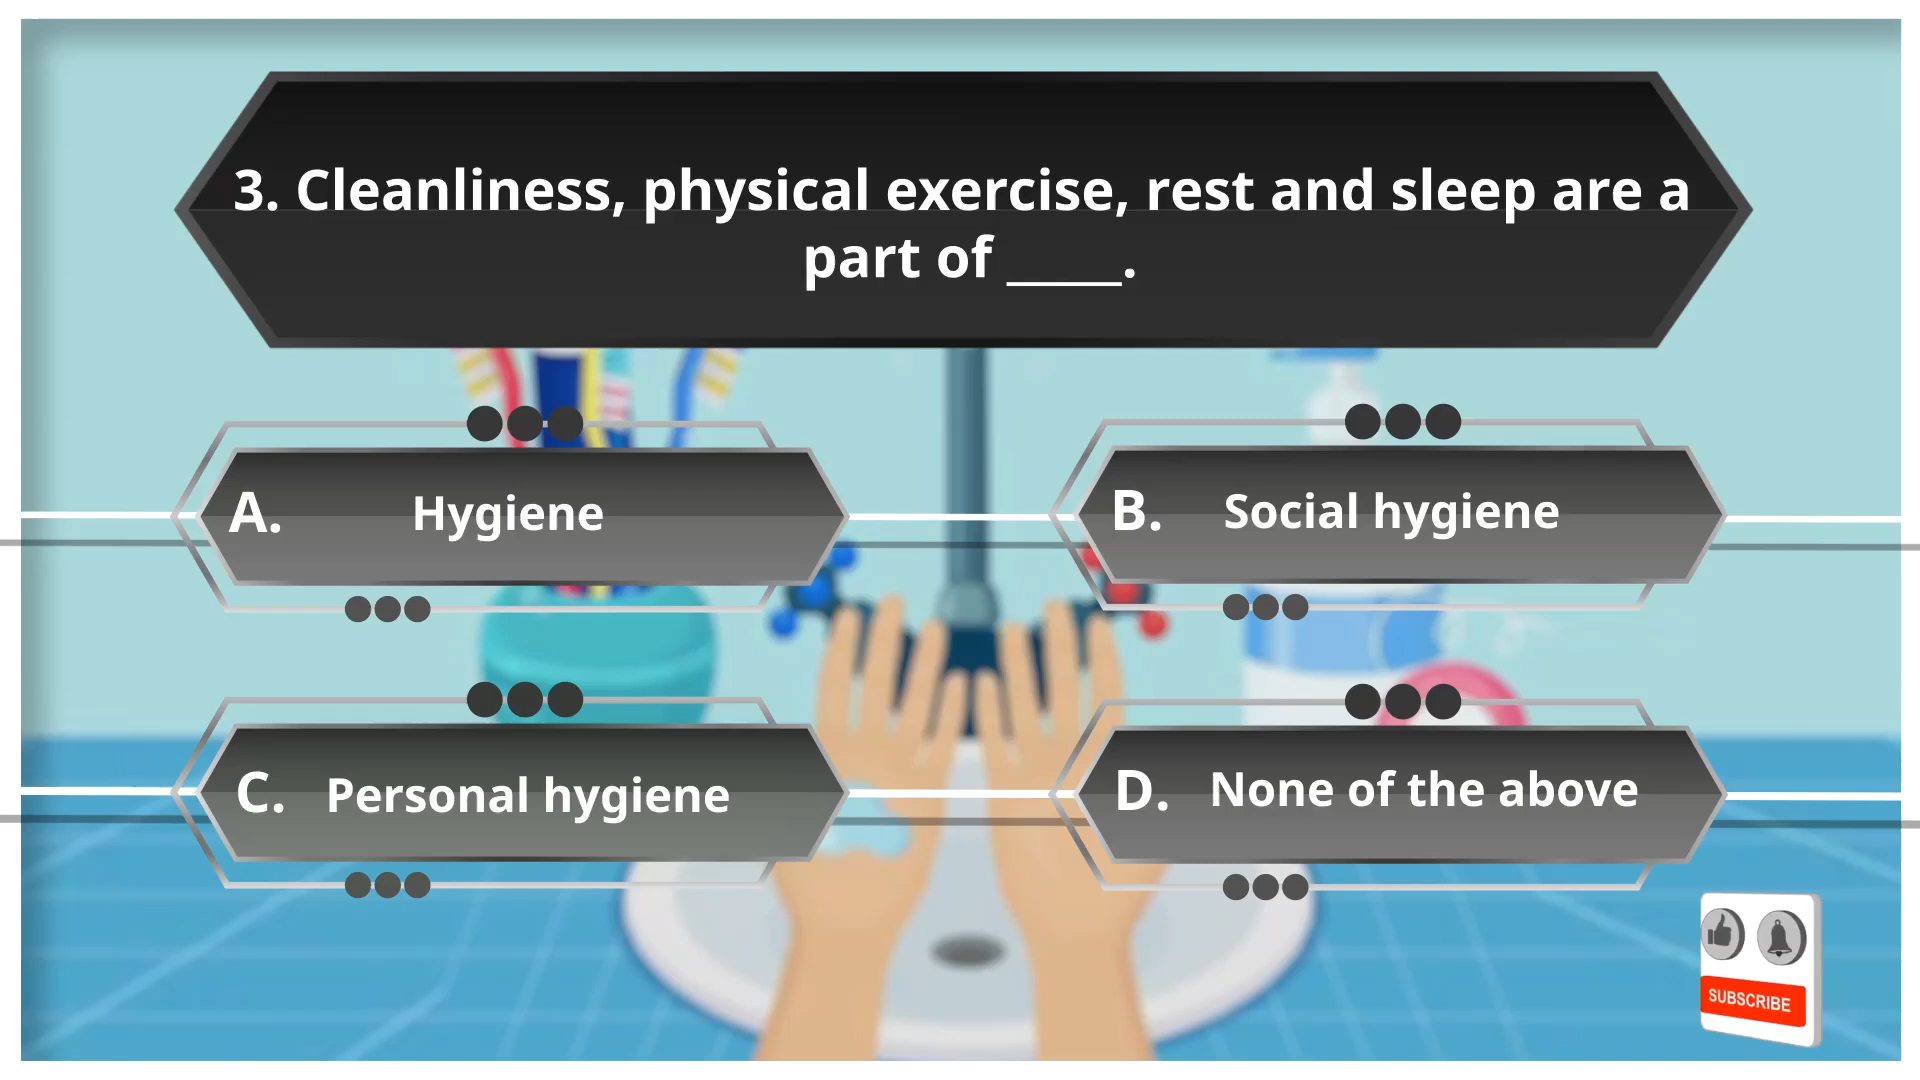 3. Cleanliness, physical exercise, rest and sleep are a
part of _____.
A. Hygiene
B. Social hygiene
C. Personal hygiene
D. None of the above
SUBSCRIBE